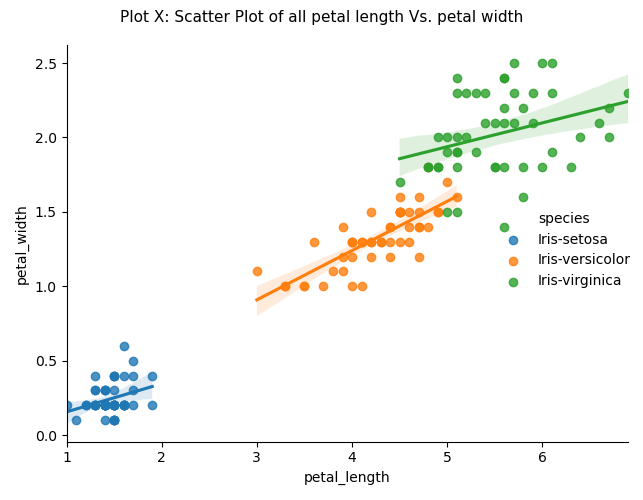 Plot X: Scatter Plot of all petal length Vs. petal width
2.5
2.0
1.5
1.0
0.5
0.0
petal_width
species
Iris-setosa
Iris-versicolor
Iris-virginica
1 2 3 4 5 6
petal_length